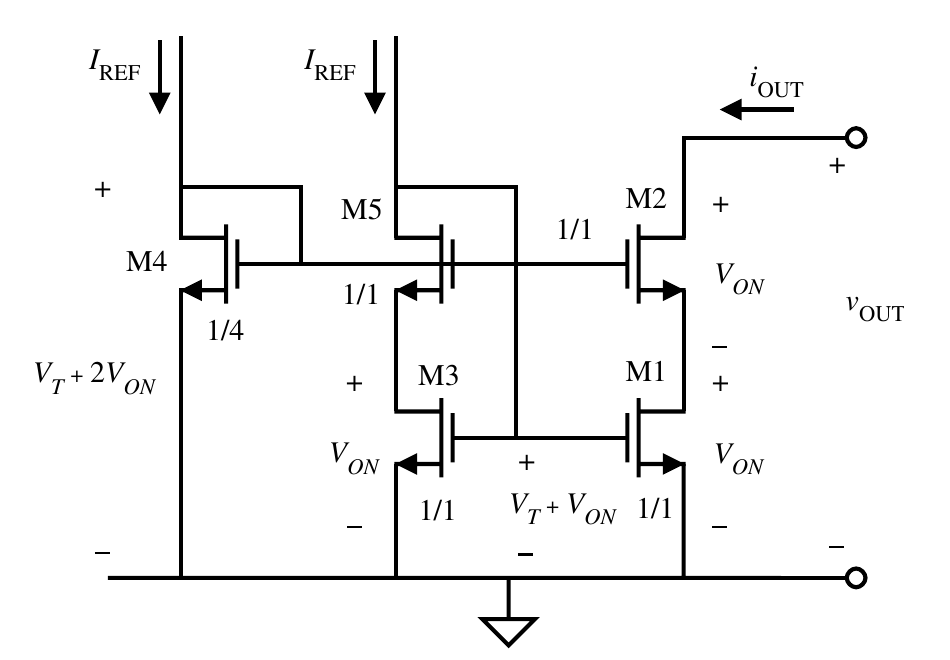 I_REF
I_REF
i_OUT
+
+
M5
M2
+
1/1
M4
V_ON
1/1
v_OUT
1/4
–
V_T + 2V_ON
+
M3
M1
+
V_ON
+
V_ON
V_T + V_ON
1/1
1/1
–
–
–
–
–